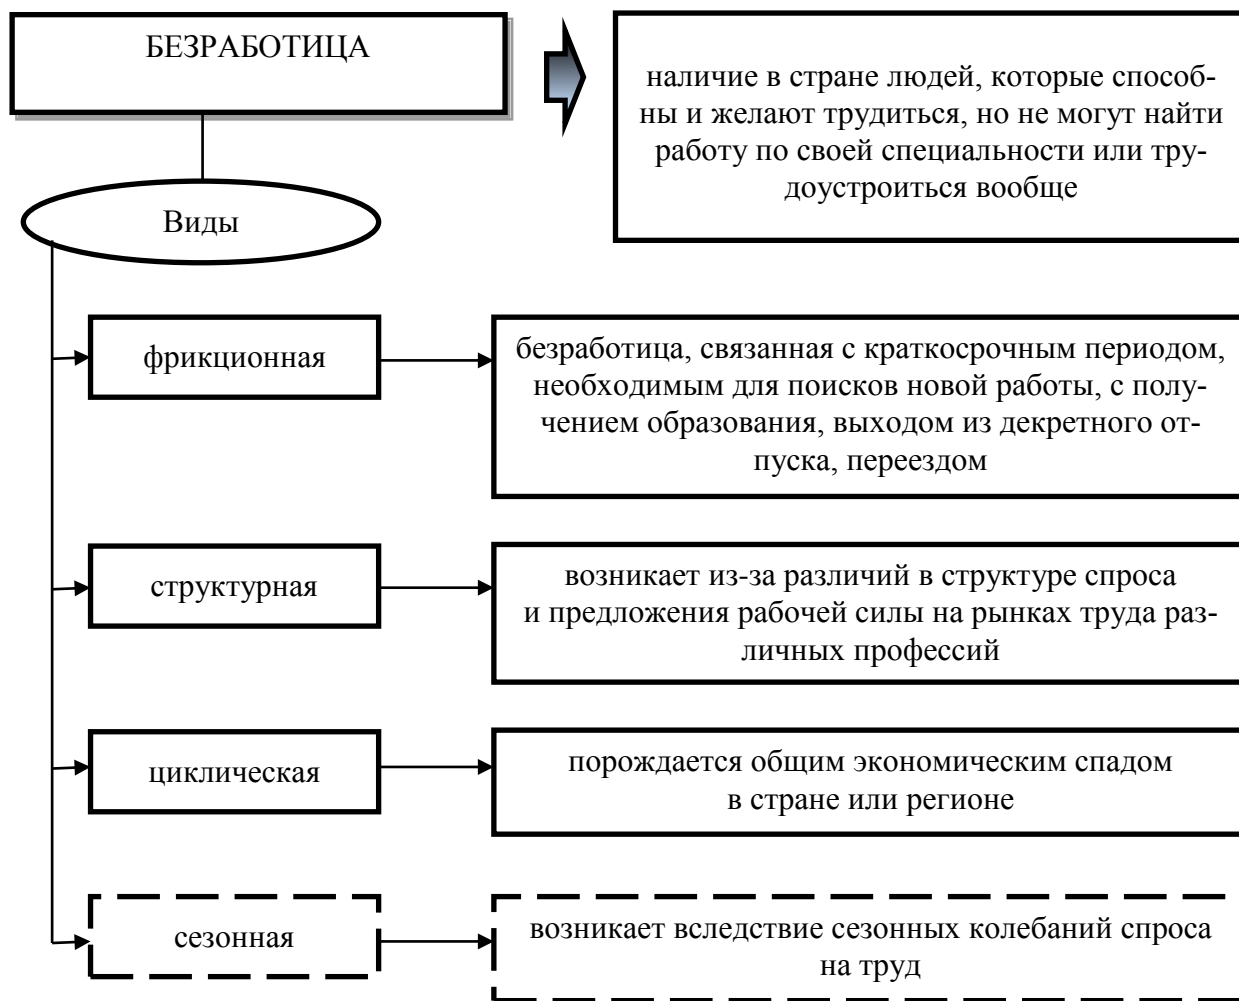 БЕЗРАБОТИЦА
наличие в стране людей, которые способ-
ны и желают трудиться, но не могут найти
работу по своей специальности или тру-
доустроиться вообще
Виды
фрикционная
безработица, связанная с краткосрочным периодом,
необходимым для поисков новой работы, с полу-
чением образования, выходом из декретного от-
пуска, переездом
структурная
возникает из-за различий в структуре спроса
и предложения рабочей силы на рынках труда раз-
личных профессий
циклическая
порождается общим экономическим спадом
в стране или регионе
сезонная
возникает вследствие сезонных колебаний спроса
на труд